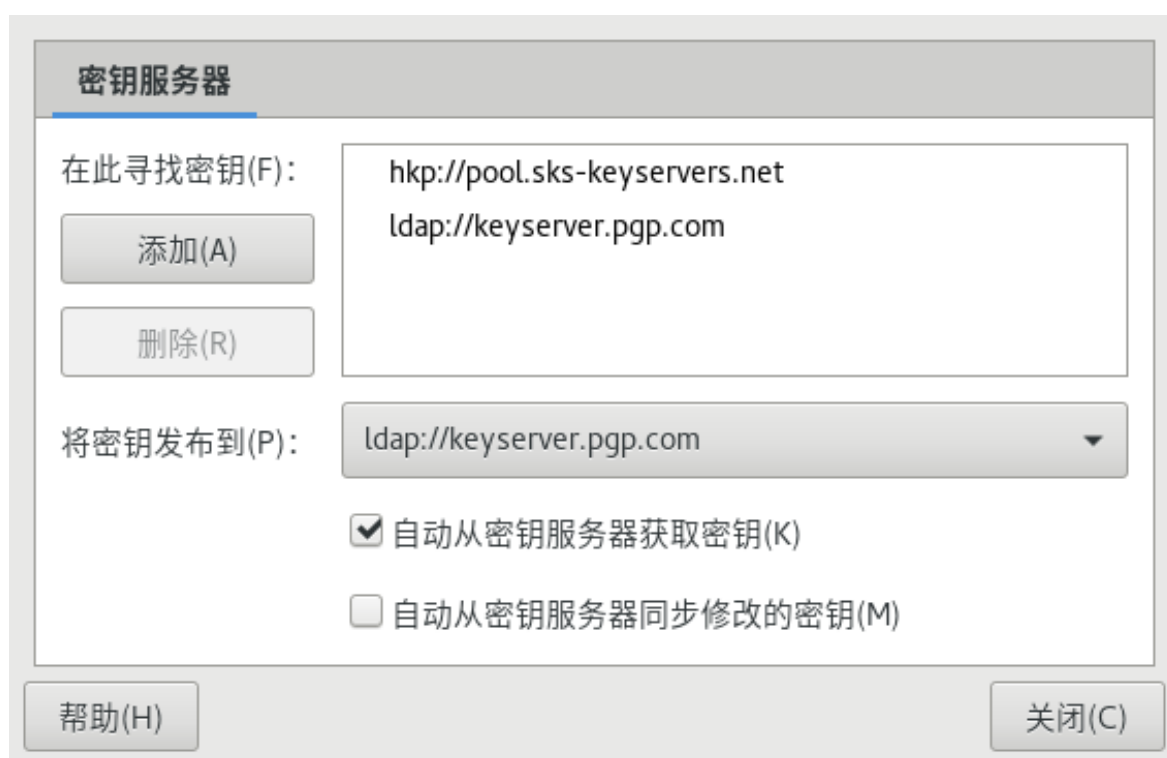 密钥服务器
在此寻找密钥(F)：
hkp://pool.sks-keyservers.net
ldap://keyserver.pgp.com
添加(A)
删除(R)
将密钥发布到(P)：
ldap://keyserver.pgp.com
自动从密钥服务器获取密钥(K)
自动从密钥服务器同步修改的密钥(M)
帮助(H)
关闭(C)